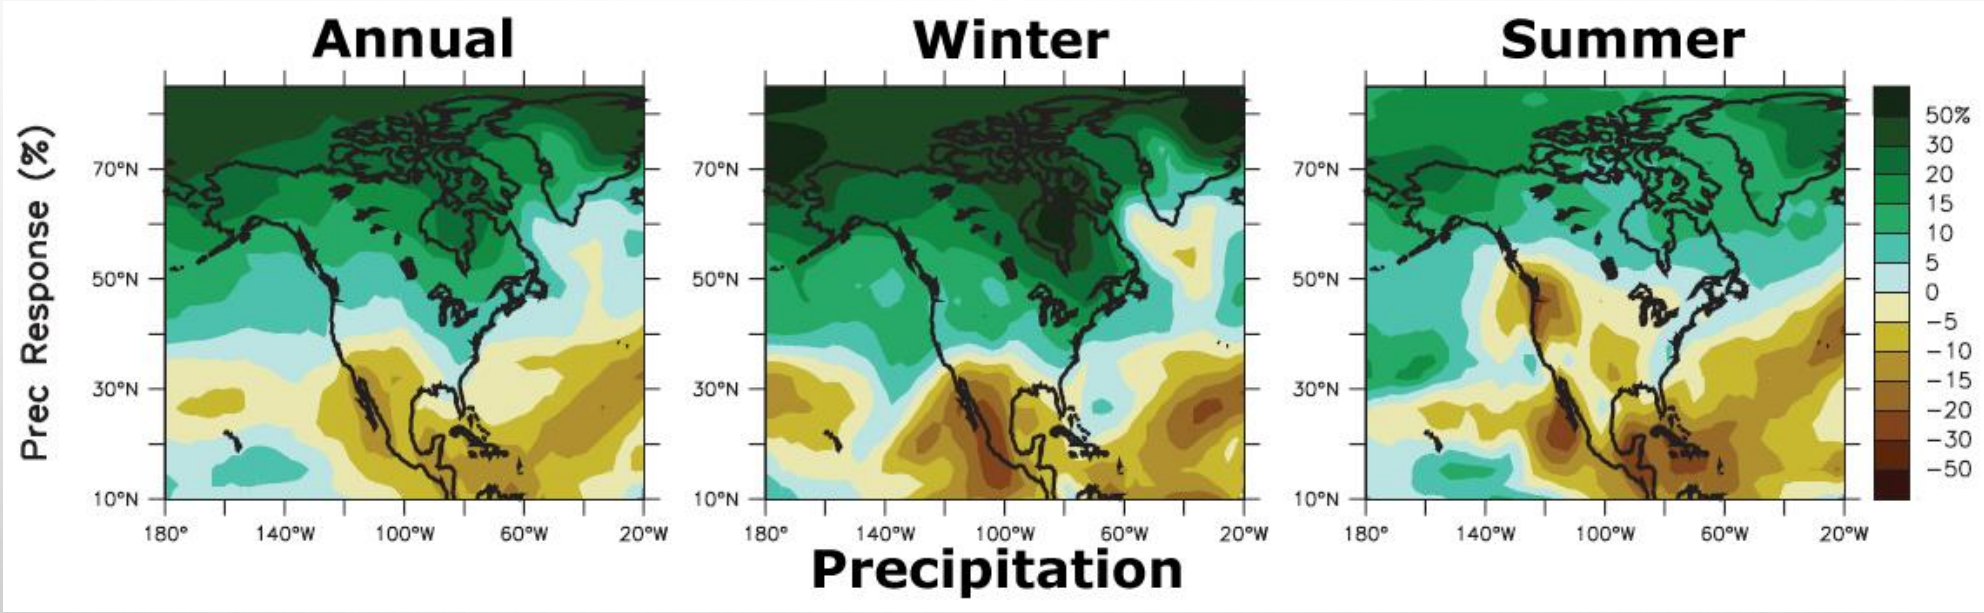 Annual Winter Summer
Prec Response (%)
70°N 50°N 30°N 10°N
180° 140°W 100°W 60°W 20°W
70°N 50°N 30°N 10°N
180° 140°W 100°W 60°W 20°W
70°N 50°N 30°N 10°N
180° 140°W 100°W 60°W 20°W
50%
30
20
15
10
5
0
−5
−10
−15
−20
−30
−50
Precipitation